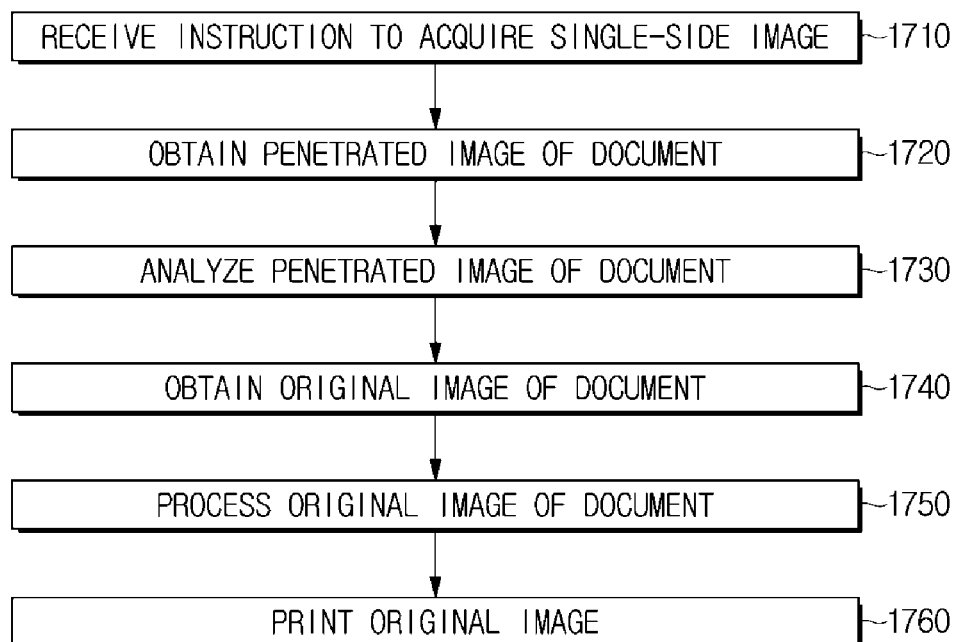 RECEIVE INSTRUCTION TO ACQUIRE SINGLE-SIDE IMAGE ~1710
OBTAIN PENETRATED IMAGE OF DOCUMENT ~1720
ANALYZE PENETRATED IMAGE OF DOCUMENT ~1730
OBTAIN ORIGINAL IMAGE OF DOCUMENT ~1740
PROCESS ORIGINAL IMAGE OF DOCUMENT ~1750
PRINT ORIGINAL IMAGE ~1760